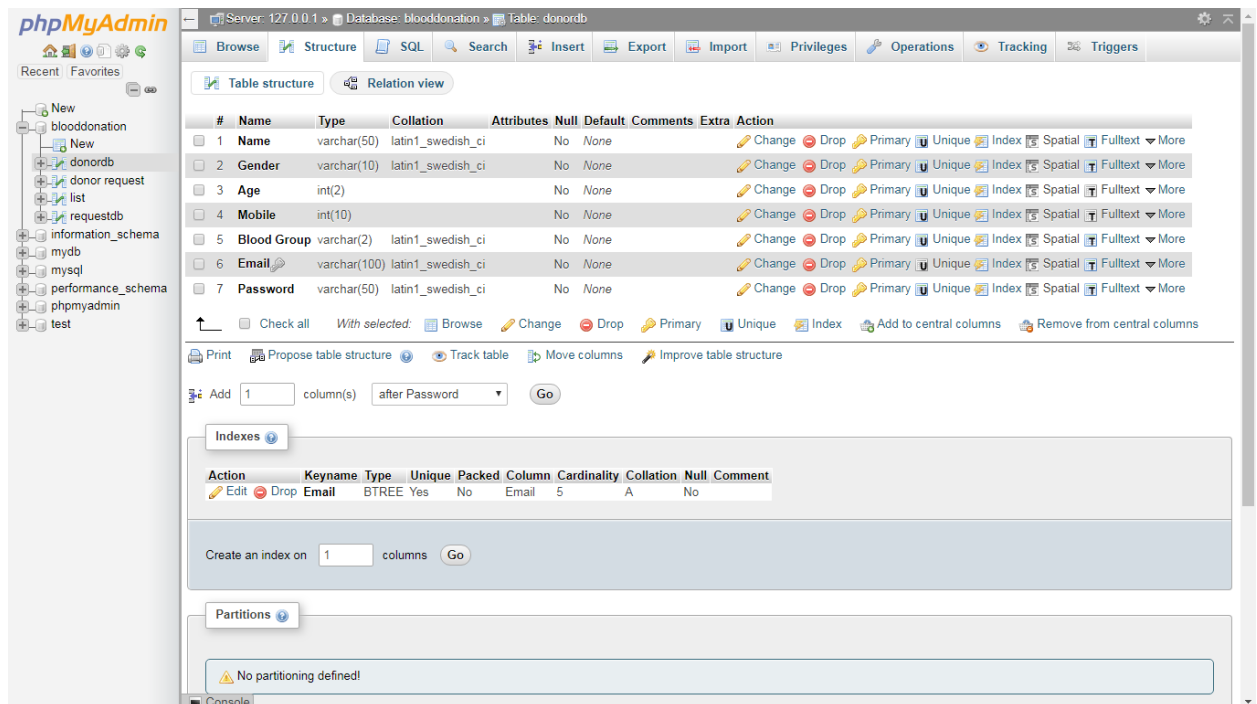 phpMyAdmin
Recent Favorites
New
blooddonation
New
donordb
donor request
list
requestdb
information_schema
mydb
mysql
performance_schema
phpmyadmin
test
Server: 127.0.0.1 » Database: blooddonation » Table: donordb
Browse Structure SQL Search Insert Export Import Privileges Operations Tracking Triggers
Table structure Relation view
# Name Type Collation Attributes Null Default Comments Extra Action
1 Name varchar(50) latin1_swedish_ci No None Change Drop Primary Unique Index Spatial Fulltext More
2 Gender varchar(10) latin1_swedish_ci No None Change Drop Primary Unique Index Spatial Fulltext More
3 Age int(2) No None Change Drop Primary Unique Index Spatial Fulltext More
4 Mobile int(10) No None Change Drop Primary Unique Index Spatial Fulltext More
5 Blood Group varchar(2) latin1_swedish_ci No None Change Drop Primary Unique Index Spatial Fulltext More
6 Email varchar(100) latin1_swedish_ci No None Change Drop Primary Unique Index Spatial Fulltext More
7 Password varchar(50) latin1_swedish_ci No None Change Drop Primary Unique Index Spatial Fulltext More
Check all With selected: Browse Change Drop Primary Unique Index Add to central columns Remove from central columns
Print Propose table structure Track table Move columns Improve table structure
Add 1 column(s) after Password Go
Indexes
Action Keyname Type Unique Packed Column Cardinality Collation Null Comment
Edit Drop Email BTREE Yes No Email 5 A No
Create an index on 1 columns Go
Partitions
No partitioning defined!
Console